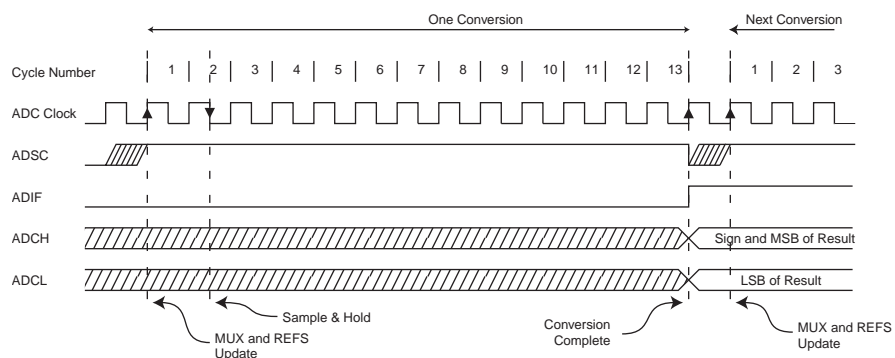 One Conversion
Next Conversion
Cycle Number
1 2 3 4 5 6 7 8 9 10 11 12 13 1 2 3
ADC Clock
ADSC
ADIF
ADCH
Sign and MSB of Result
ADCL
LSB of Result
Sample & Hold
MUX and REFS
Update
Conversion
Complete
MUX and REFS
Update